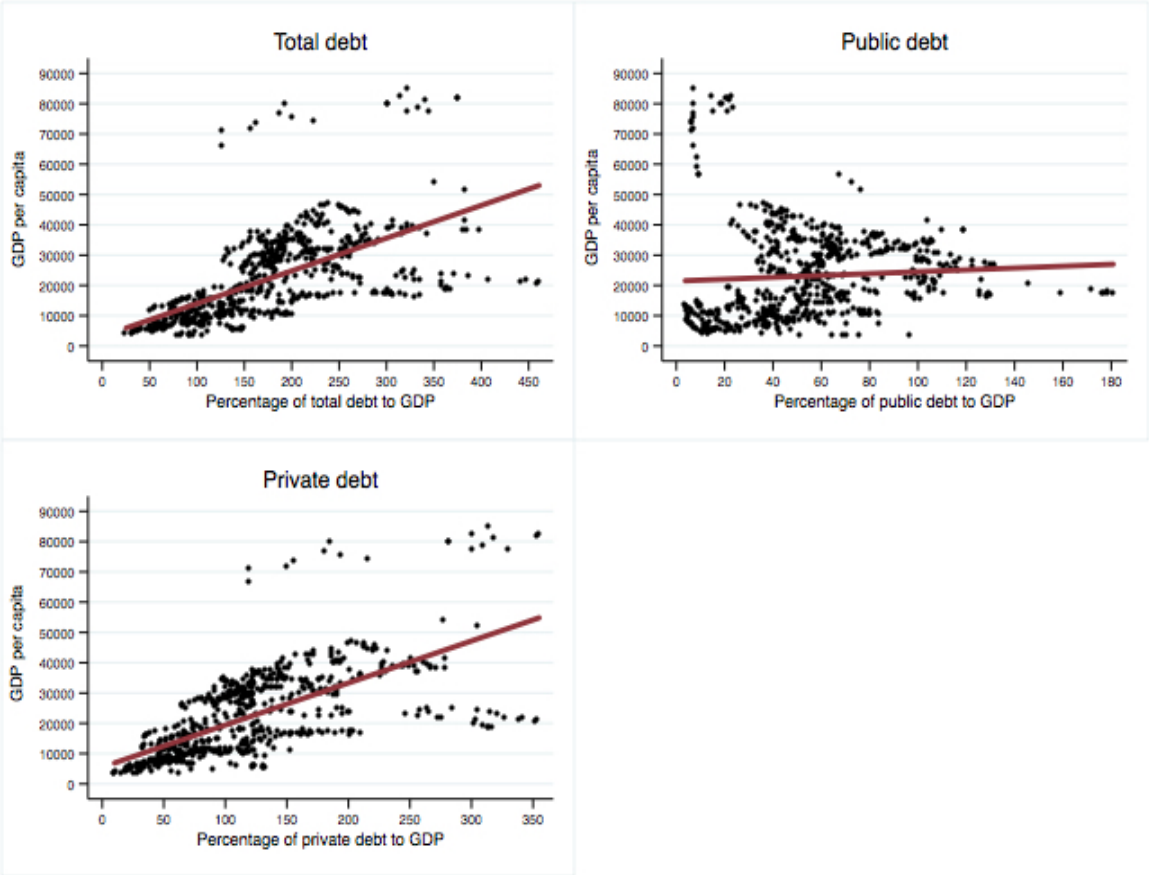 Total debt
GDP per capita
90000
80000
70000
60000
50000
40000
30000
20000
10000
0
0 50 100 150 200 250 300 350 400 450
Percentage of total debt to GDP
Public debt
GDP per capita
90000
80000
70000
60000
50000
40000
30000
20000
10000
0
0 20 40 60 80 100 120 140 160 180
Percentage of public debt to GDP
Private debt
GDP per capita
90000
80000
70000
60000
50000
40000
30000
20000
10000
0
0 50 100 150 200 250 300 350
Percentage of private debt to GDP